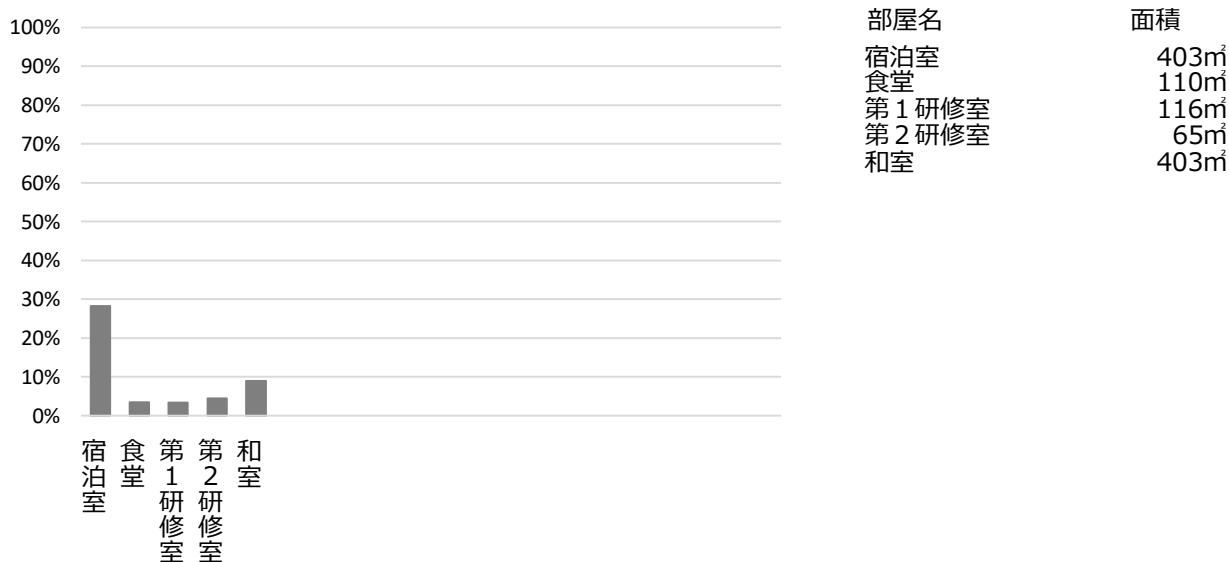 100%
90%
80%
70%
60%
50%
40%
30%
20%
10%
0%
宿泊室
食堂
第１研修室
第２研修室
和室
部屋名 面積
宿泊室 403㎡
食堂 110㎡
第１研修室 116㎡
第２研修室 65㎡
和室 403㎡